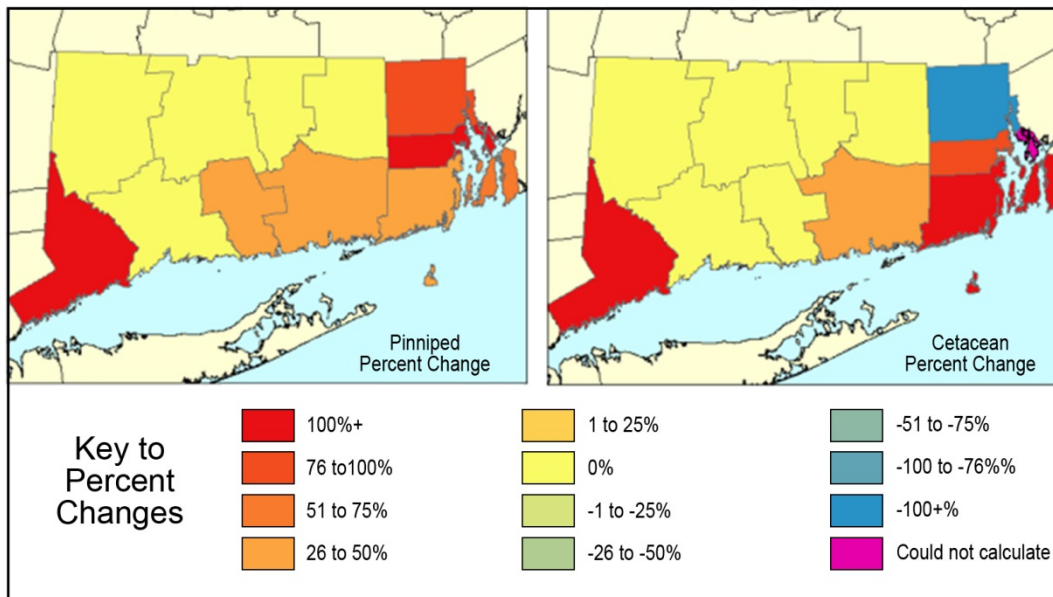 Pinniped
Percent Change
Cetacean
Percent Change
Key to
Percent
Changes
100%+
76 to100%
51 to 75%
26 to 50%
1 to 25%
0%
-1 to -25%
-26 to -50%
-51 to -75%
-100 to -76%%
-100+%
Could not calculate